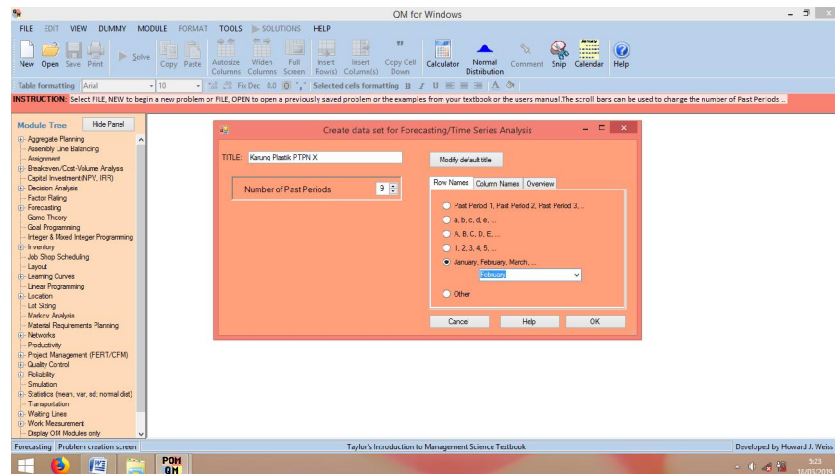 QM for Windows
FILE EDIT VIEW DUMMY MODULE FORMAT TOOLS SOLUTIONS HELP
New Open Save Print Solve Copy Paste Autosize Columns Widen Columns Full Screen Insert Row(s) Insert Column(s) Copy Cell Down Calculator Normal Distribution Comment Snip Calendar Help
Table formatting Arial 10 Fix Dec 0.0 Selected cells formatting B I U
INSTRUCTION: Select FILE, NEW to begin a new problem or FILE, OPEN to open a previously saved problem or the examples from your textbook or the users manual.The scroll bars can be used to change the number of Past Periods ..
Module Tree Hide Panel
Aggregate Planning
Assembly Line Balancing
Assignment
Breakeven/Cost-Volume Analysis
Capital Investment(NPV, IRR)
Decision Analysis
Factor Rating
Forecasting
Game Theory
Goal Programming
Integer & Mixed Integer Programming
Inventory
Job Shop Scheduling
Layout
Learning Curves
Linear Programming
Location
Lot Sizing
Markov Analysis
Material Requirements Planning
Networks
Productivity
Project Management (PERT/CPM)
Quality Control
Reliability
Simulation
Statistics (mean, var, sd; normal dist)
Transportation
Waiting Lines
Work Measurement
Display OM Modules only
Create data set for Forecasting/Time Series Analysis
TITLE: Karung Plastik PTPN X
Modify default title
Number of Past Periods 9
Row Names Column Names Overview
Past Period 1, Past Period 2, Past Period 3,...
a, b, c, d, e, ...
A, B, C, D, E, ...
1, 2, 3, 4, 5, ...
January, February, March, ...
February
Other
Cancel Help OK
Forecasting Problem creation screen Taylor's Introduction to Management Science Textbook Developed by Howard J. Weiss
POM QM
5:23
14/03/2019